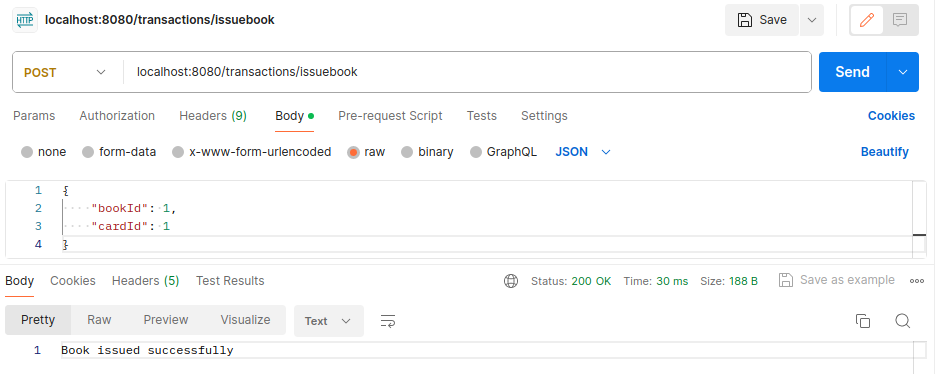 HTTP localhost:8080/transactions/issuebook Save
POST localhost:8080/transactions/issuebook Send
Params Authorization Headers (9) Body Pre-request Script Tests Settings Cookies
none form-data x-www-form-urlencoded raw binary GraphQL JSON Beautify
1 {
2 "bookId": 1,
3 "cardId": 1
4 }
Body Cookies Headers (5) Test Results Status: 200 OK Time: 30 ms Size: 188 B Save as example
Pretty Raw Preview Visualize Text
1 Book issued successfully